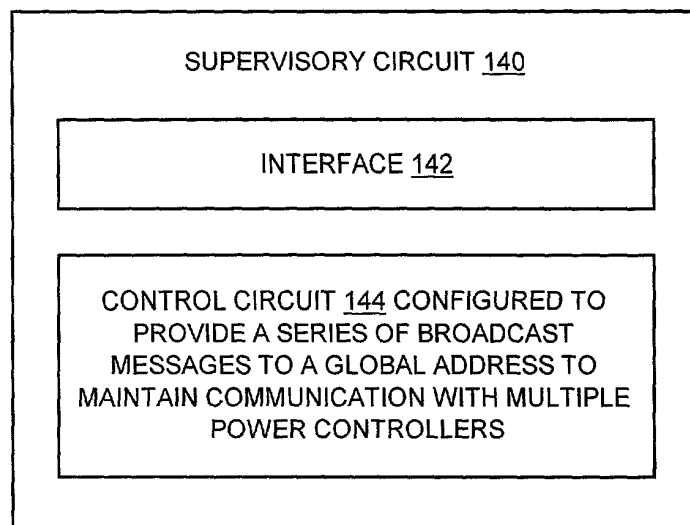 SUPERVISORY CIRCUIT 140
INTERFACE 142
CONTROL CIRCUIT 144 CONFIGURED TO
PROVIDE A SERIES OF BROADCAST
MESSAGES TO A GLOBAL ADDRESS TO
MAINTAIN COMMUNICATION WITH MULTIPLE
POWER CONTROLLERS